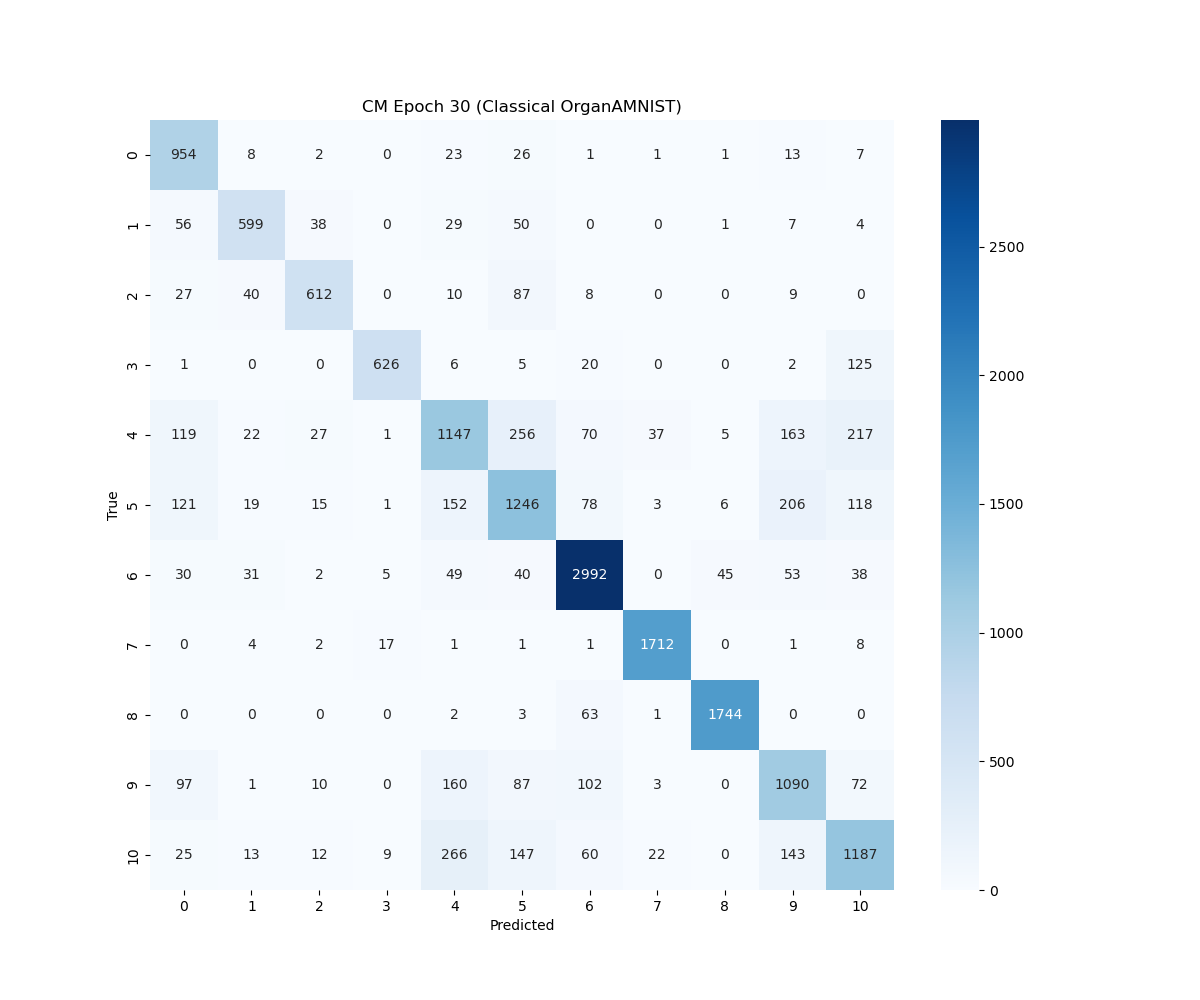 CM Epoch 30 (Classical OrganAMNIST)
0 954 8 2 0 23 26 1 1 1 13 7
1 56 599 38 0 29 50 0 0 1 7 4
2 27 40 612 0 10 87 8 0 0 9 0
3 1 0 0 626 6 5 20 0 0 2 125
4 119 22 27 1 1147 256 70 37 5 163 217
5 121 19 15 1 152 1246 78 3 6 206 118
6 30 31 2 5 49 40 2992 0 45 53 38
7 0 4 2 17 1 1 1 1712 0 1 8
8 0 0 0 0 2 3 63 1 1744 0 0
9 97 1 10 0 160 87 102 3 0 1090 72
10 25 13 12 9 266 147 60 22 0 143 1187
0 1 2 3 4 5 6 7 8 9 10
Predicted
True
2500
2000
1500
1000
500
0